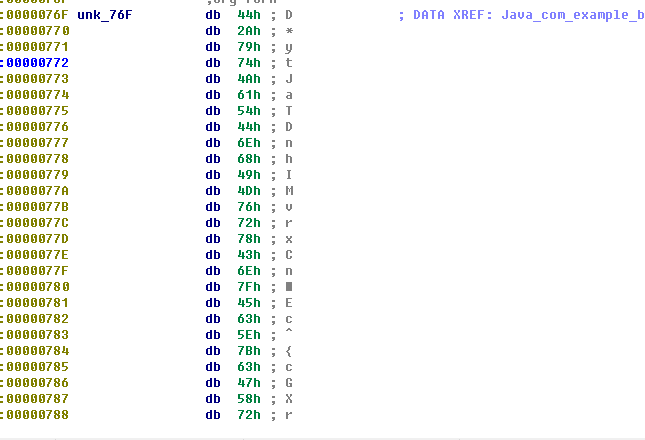 :0000076F unk_76F db 44h ; D ; DATA XREF: Java_com_example_b
:00000770 db 2Ah ; *
:00000771 db 79h ; y
:00000772 db 74h ; t
:00000773 db 4Ah ; J
:00000774 db 61h ; a
:00000775 db 54h ; T
:00000776 db 44h ; D
:00000777 db 6Eh ; n
:00000778 db 68h ; h
:00000779 db 49h ; I
:0000077A db 4Dh ; M
:0000077B db 76h ; v
:0000077C db 72h ; r
:0000077D db 78h ; x
:0000077E db 43h ; C
:0000077F db 6Eh ; n
:00000780 db 7Fh ; ■
:00000781 db 45h ; E
:00000782 db 63h ; c
:00000783 db 5Eh ; ^
:00000784 db 7Bh ; {
:00000785 db 63h ; c
:00000786 db 47h ; G
:00000787 db 58h ; X
:00000788 db 72h ; r